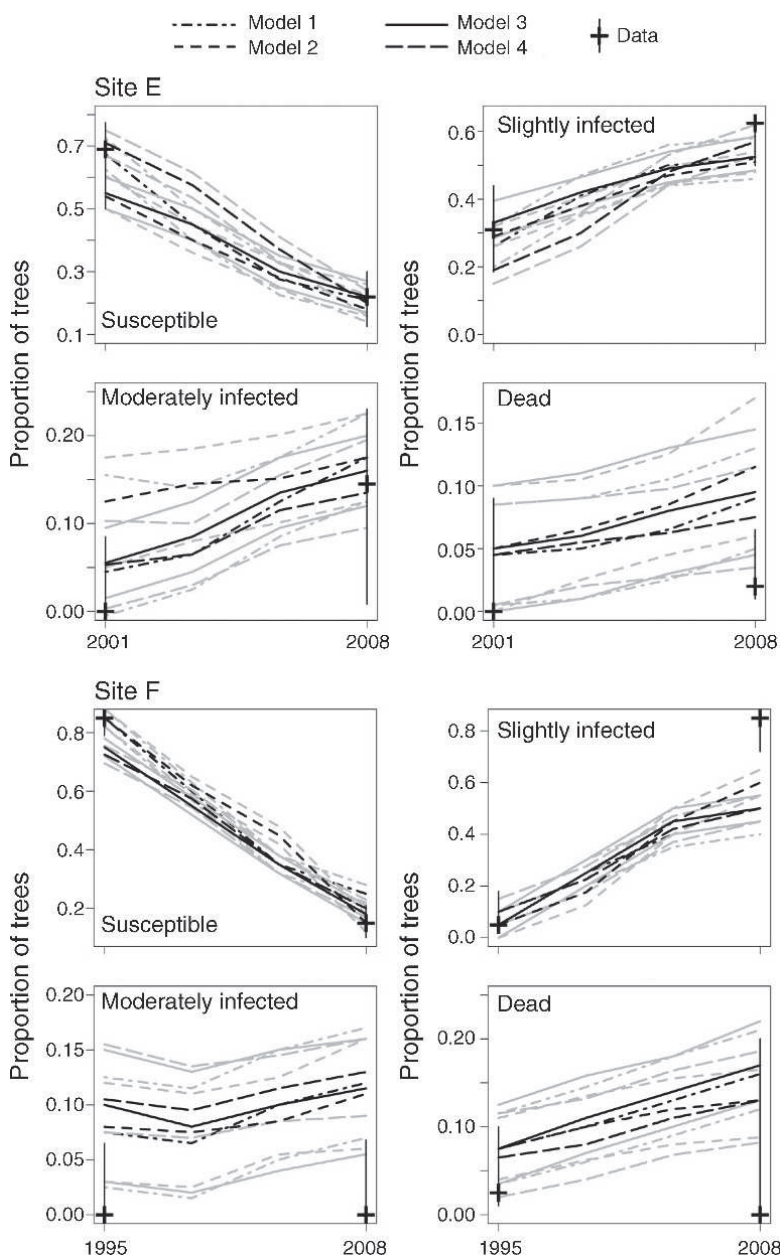 Model 1 Model 3 Data
Model 2 Model 4
Site E
Proportion of trees
0.7
0.5
0.3
0.1
Susceptible
Slightly infected
0.6
0.4
0.2
0.0
Proportion of trees
Moderately infected
0.20
0.10
0.00
2001 2008
Dead
0.15
0.10
0.05
0.00
2001 2008
Site F
Proportion of trees
0.8
0.6
0.4
0.2
Susceptible
Slightly infected
0.8
0.6
0.4
0.2
0.0
Proportion of trees
Moderately infected
0.20
0.15
0.10
0.05
0.00
1995 2008
Dead
0.20
0.10
0.00
1995 2008